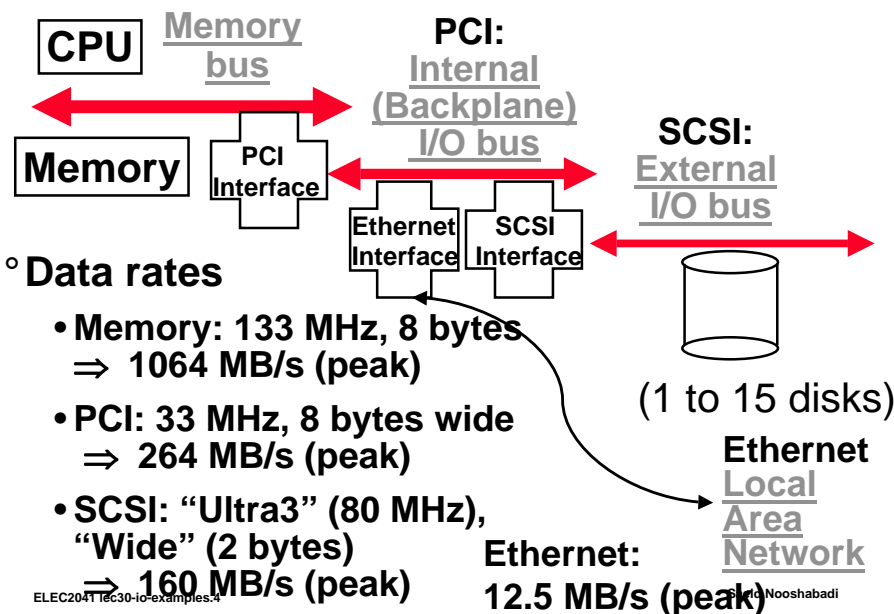 CPU
Memory
bus
PCI:
Internal
(Backplane)
I/O bus
SCSI:
External
I/O bus
Memory
PCI
Interface
Ethernet
Interface
SCSI
Interface
° Data rates
• Memory: 133 MHz, 8 bytes
⇒ 1064 MB/s (peak)
• PCI: 33 MHz, 8 bytes wide
⇒ 264 MB/s (peak)
• SCSI: “Ultra3” (80 MHz),
“Wide” (2 bytes)
⇒ 160 MB/s (peak)
(1 to 15 disks)
Ethernet
Local
Area
Network
Ethernet:
12.5 MB/s (peak)
ELEC2041 lec30-io-examples.4
Nooshabadi